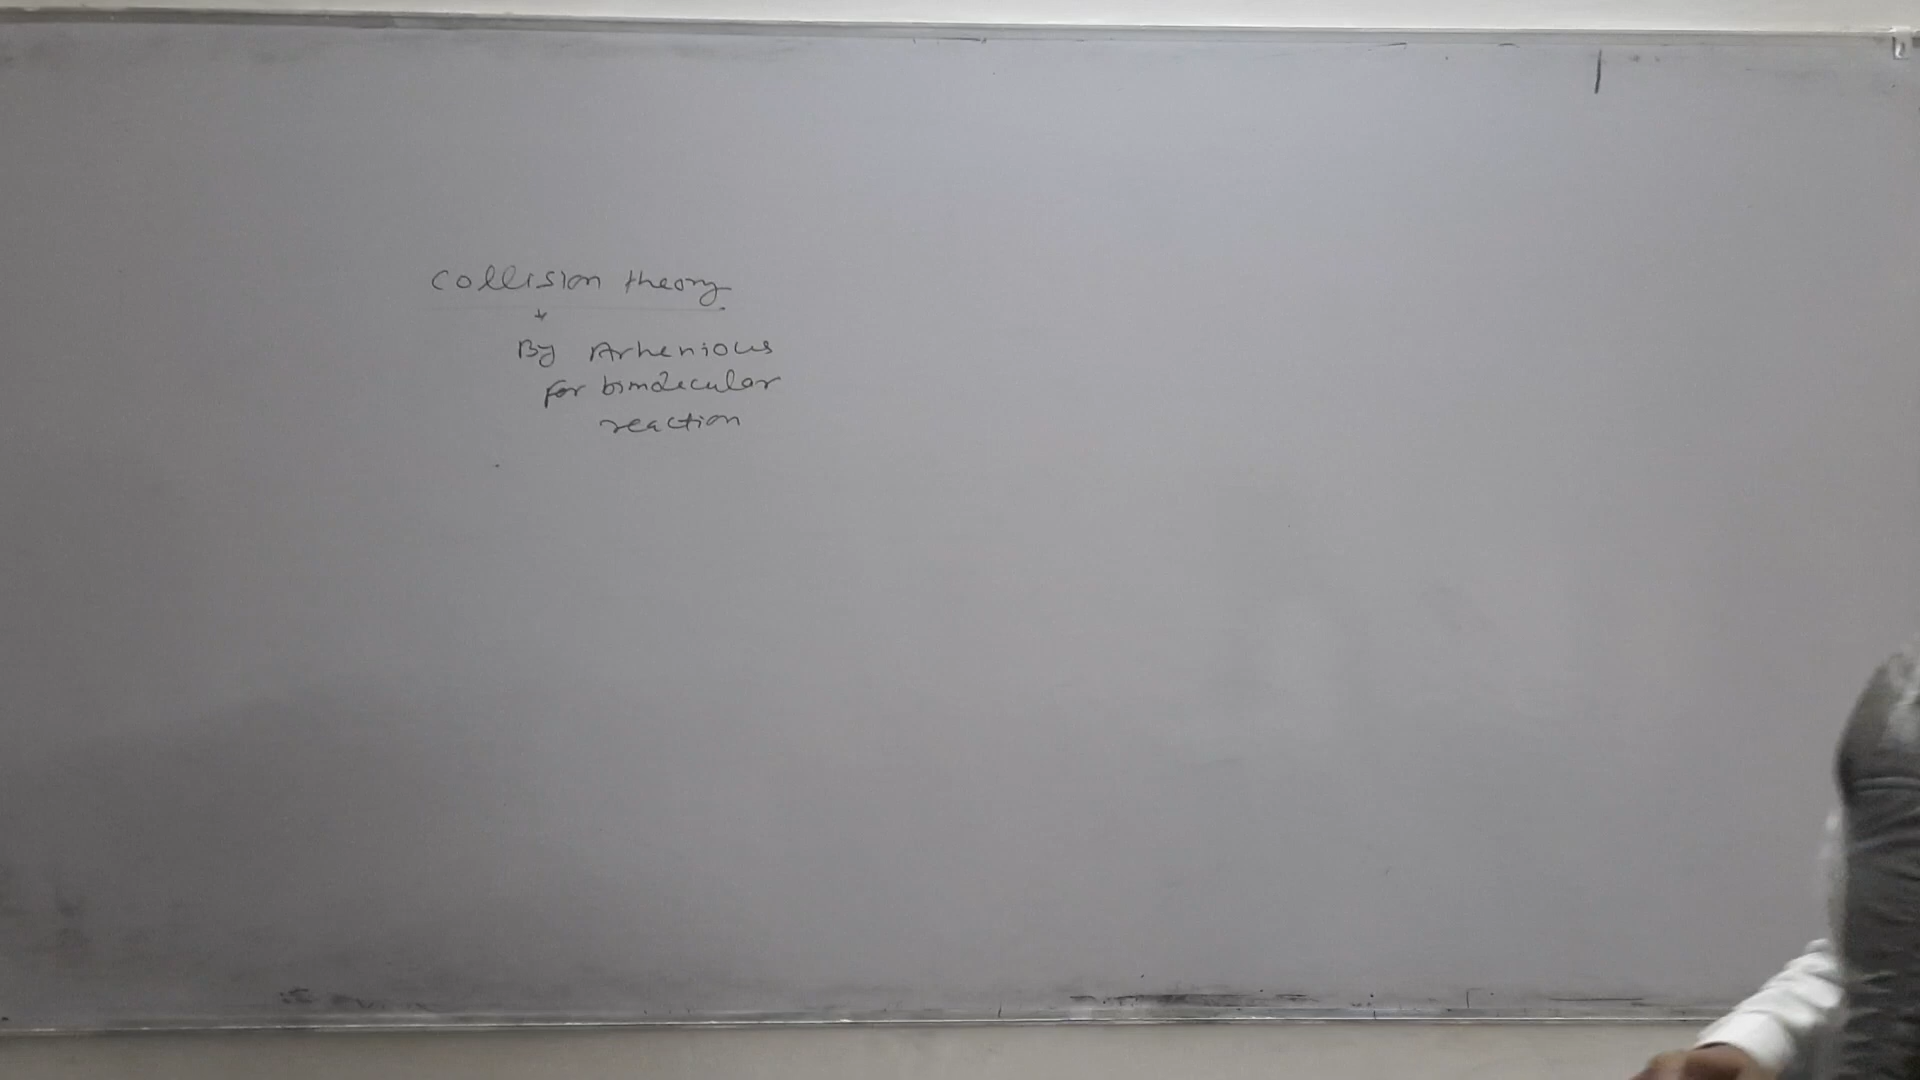 Collision theory
By Arhenious
For bimolecular
reaction